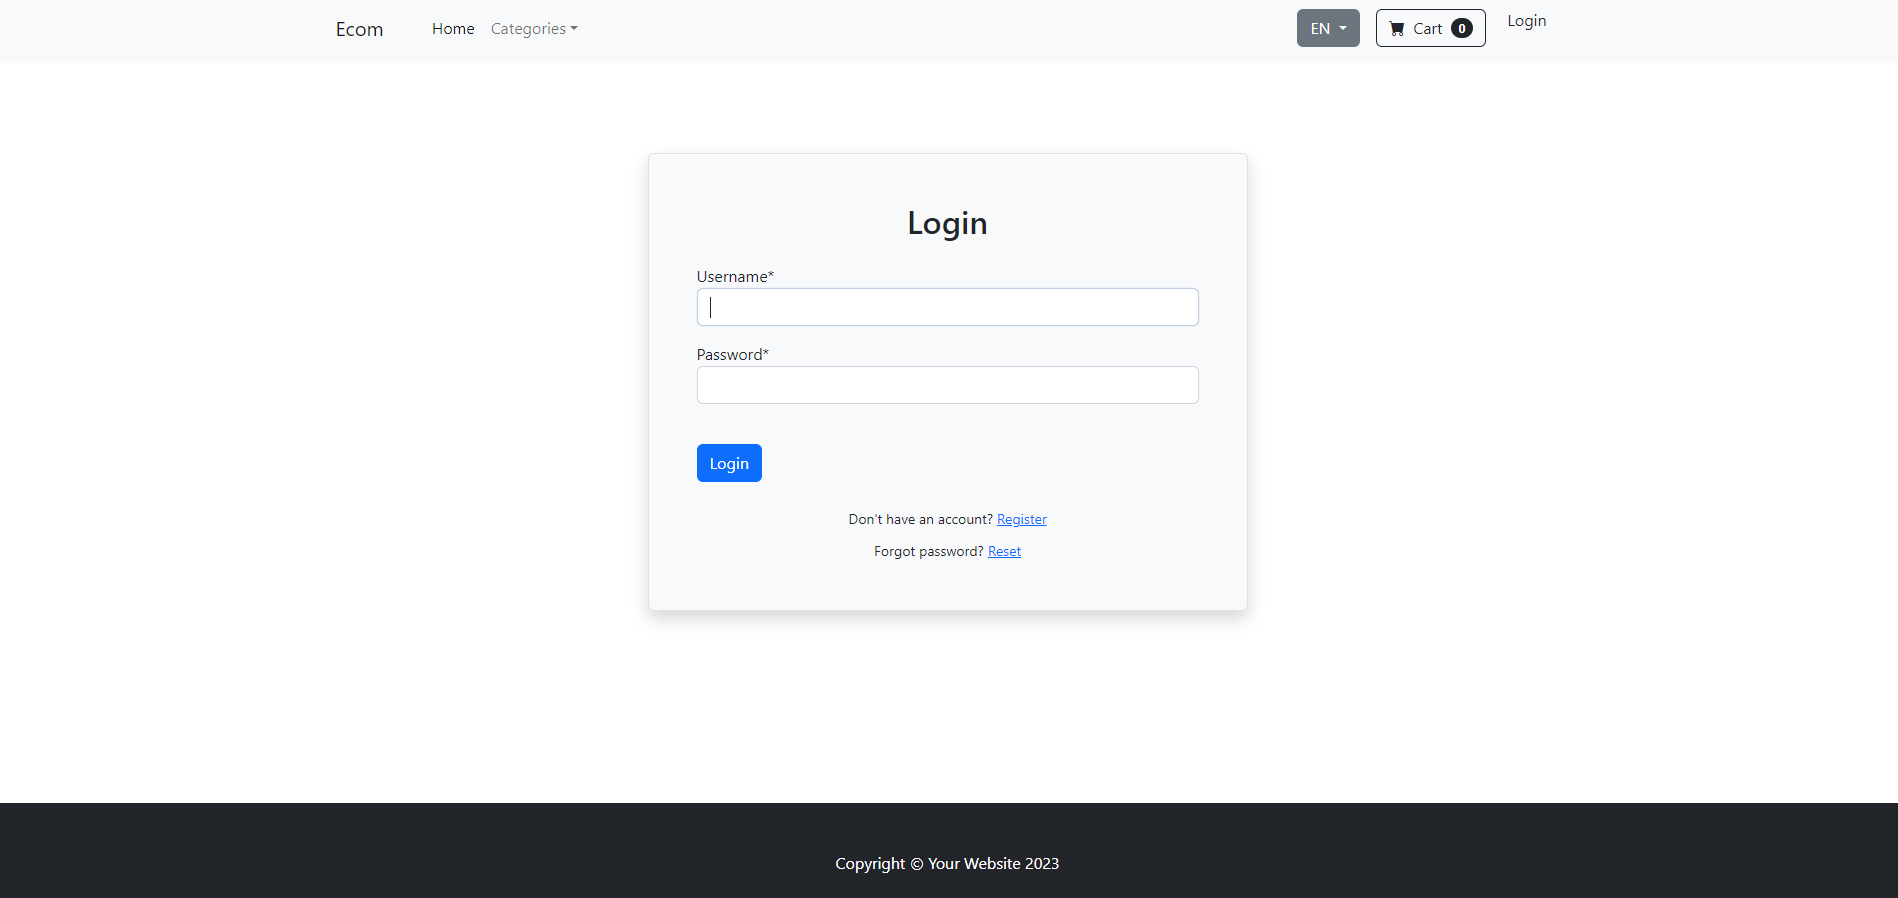 Ecom Home Categories EN Cart 0 Login
Login
Username*
Password*
Login
Don't have an account? Register
Forgot password? Reset
Copyright © Your Website 2023